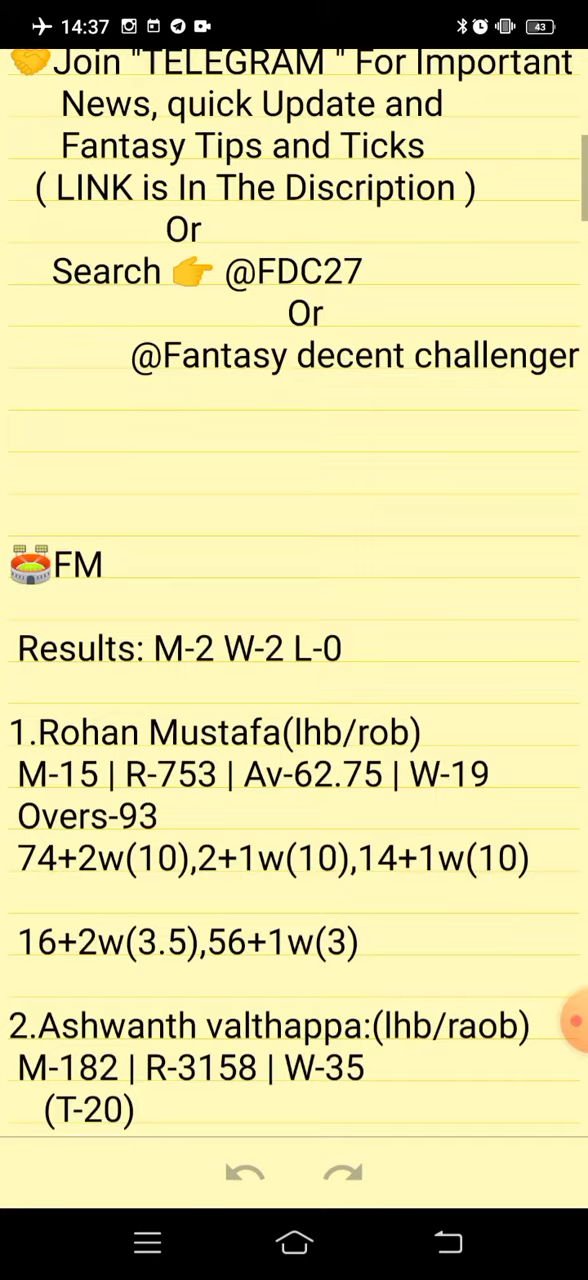 14:37
43
Join "TELEGRAM " For Important
News, quick Update and
Fantasy Tips and Ticks
( LINK is In The Discription )
Or
Search 👉 @FDC27
Or
@Fantasy decent challenger
🏟️FM
Results: M-2 W-2 L-0
1.Rohan Mustafa(lhb/rob)
M-15 | R-753 | Av-62.75 | W-19
Overs-93
74+2w(10),2+1w(10),14+1w(10)
16+2w(3.5),56+1w(3)
2.Ashwanth valthappa:(lhb/raob)
M-182 | R-3158 | W-35
(T-20)